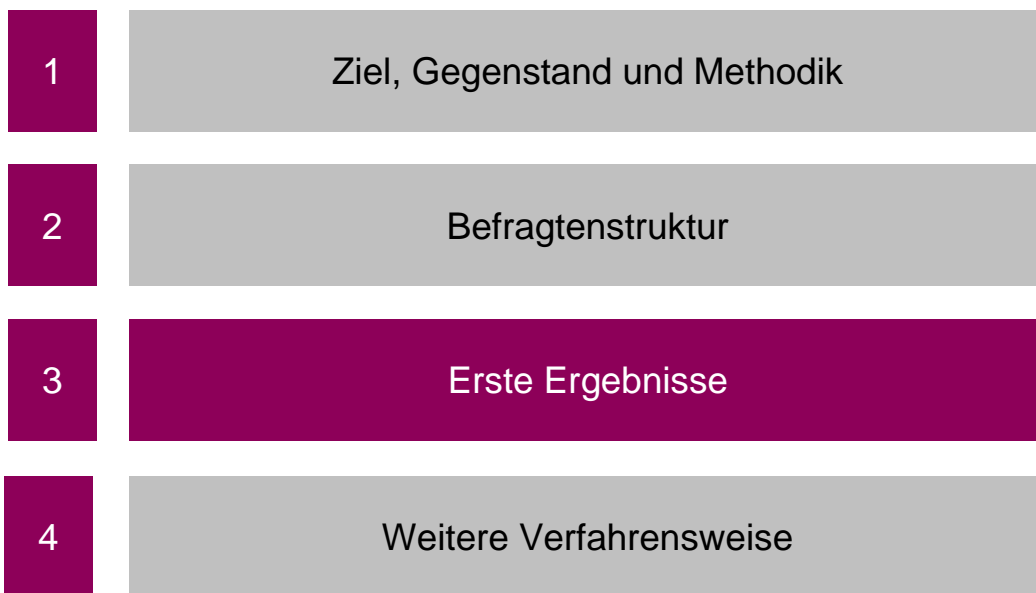 1 Ziel, Gegenstand und Methodik
2 Befragtenstruktur
3 Erste Ergebnisse
4 Weitere Verfahrensweise